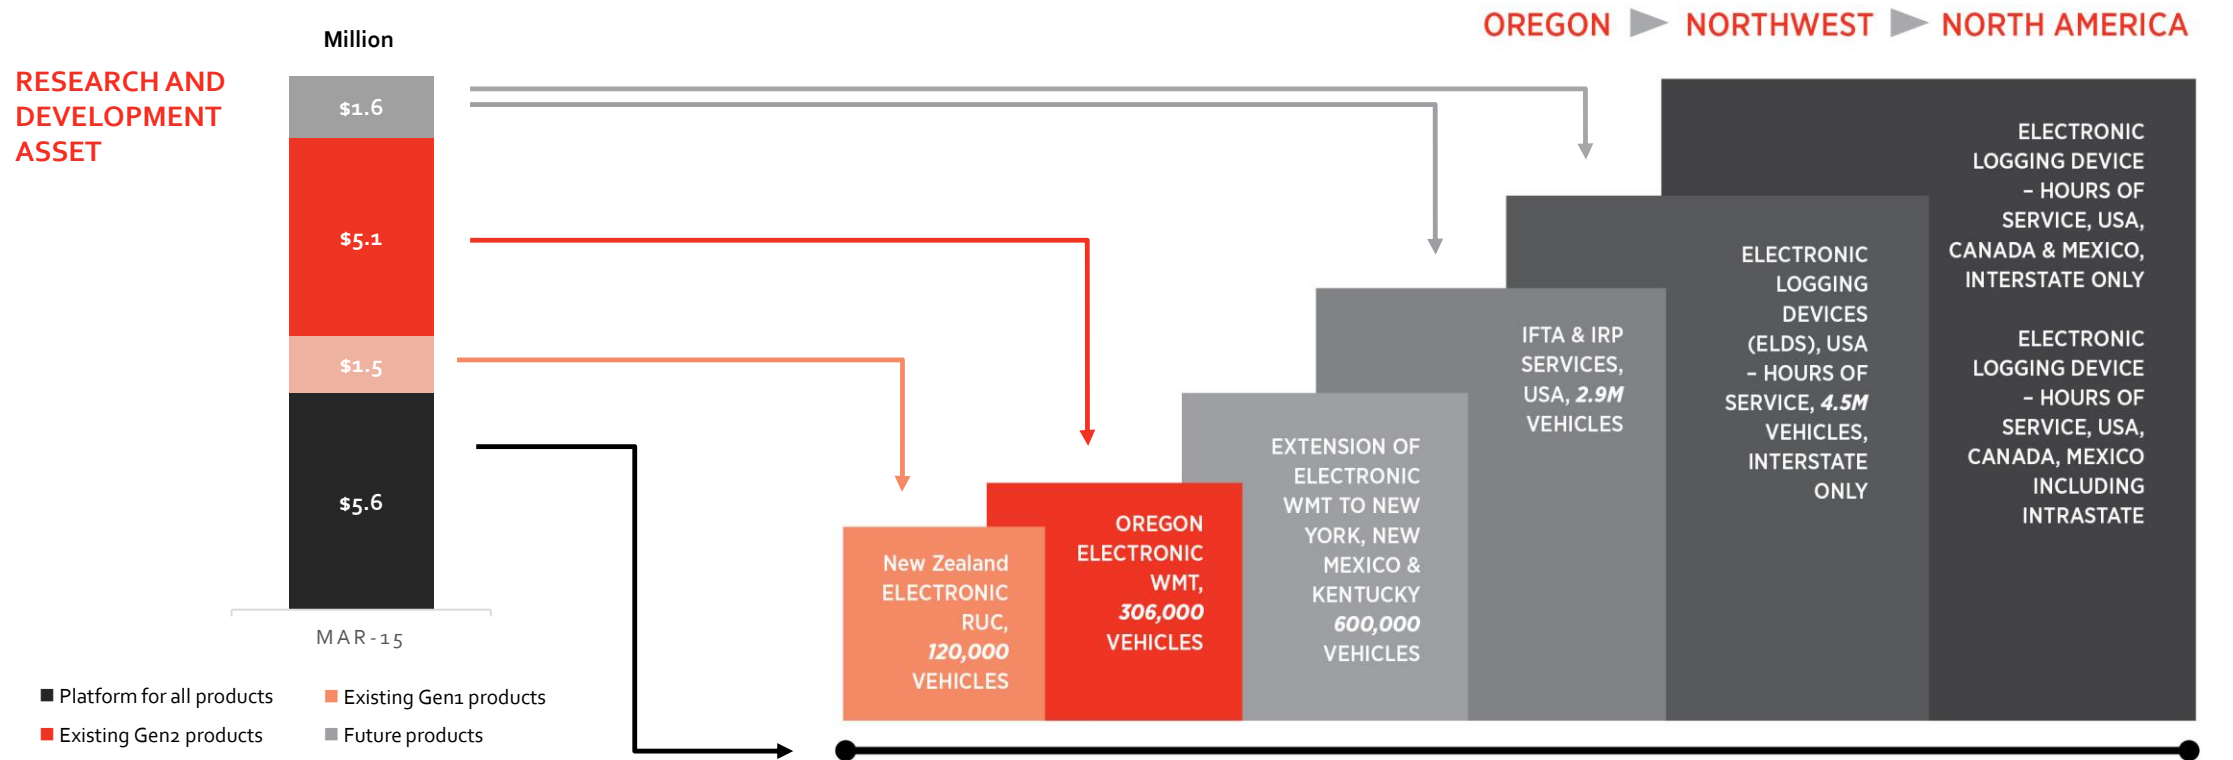 OREGON NORTHWEST NORTH AMERICA
Million
RESEARCH AND
DEVELOPMENT
ASSET
$1.6
$5.1
$1.5
$5.6
MAR-15
Platform for all products
Existing Gen1 products
Existing Gen2 products
Future products
New Zealand
ELECTRONIC
RUC,
120,000
VEHICLES
OREGON
ELECTRONIC
WMT,
306,000
VEHICLES
EXTENSION OF
ELECTRONIC
WMT TO NEW
YORK, NEW
MEXICO &
KENTUCKY
600,000
VEHICLES
IFTA & IRP
SERVICES,
USA, 2.9M
VEHICLES
ELECTRONIC
LOGGING
DEVICES
(ELDS), USA
– HOURS OF
SERVICE, 4.5M
VEHICLES,
INTERSTATE
ONLY
ELECTRONIC
LOGGING DEVICE
– HOURS OF
SERVICE, USA,
CANADA & MEXICO,
INTERSTATE ONLY
ELECTRONIC
LOGGING DEVICE
– HOURS OF
SERVICE, USA,
CANADA, MEXICO
INCLUDING
INTRASTATE